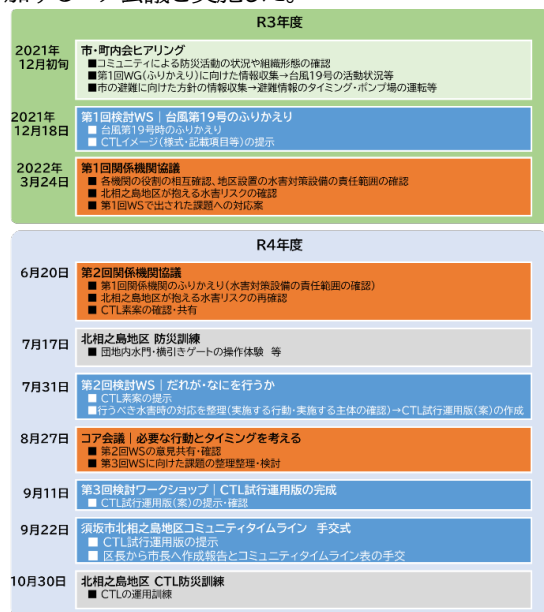 加するコア会議を実施した。
R3年度
2021年
12月初旬
市・町内会ヒアリング
■コミュニティによる防災活動の状況や組織形態の確認
■第1回WG(ふりかえり)に向けた情報収集→台風19号の活動状況等
■市の避難に向けた方針の情報収集→避難情報のタイミング・ポンプ場の運転等
2021年
12月18日
第1回検討WS｜台風第19号のふりかえり
■ 台風第19号時のふりかえり
■ CTLイメージ(様式・記載項目等)の提示
2022年
3月24日
第1回関係機関協議
■ 各機関の役割の相互確認、地区設置の水害対策設備の責任範囲の確認
■ 北相之島地区が抱える水害リスクの確認
■ 第1回WSで出された課題への対応案
R4年度
6月20日
第2回関係機関協議
■ 第1回関係機関のふりかえり(水害対策設備の責任範囲の確認)
■ 北相之島地区が抱える水害リスクの再確認
■ CTL素案の確認・共有
7月17日
北相之島地区 防災訓練
■ 団地内水門・横引きゲートの操作体験 等
7月31日
第2回検討WS｜だれが・なにを行うか
■ CTL素案の提示
■行うべき水害時の対応を整理(実施する行動・実施する主体の確認)→CTL試行運用版(案)の作成
8月27日
コア会議｜必要な行動とタイミングを考える
■ 第2回WSの意見共有・確認
■ 第3回WSに向けた課題の整理整理・検討
9月11日
第3回検討ワークショップ｜CTL試行運用版の完成
■ CTL試行運用版(案)の提示・確認
9月22日
須坂市北相之島地区コミュニティタイムライン 手交式
■ CTL試行運用版の提示
■ 区長から市長へ作成報告とコミュニティタイムライン表の手交
10月30日
北相之島地区 CTL防災訓練
■ CTLの運用訓練